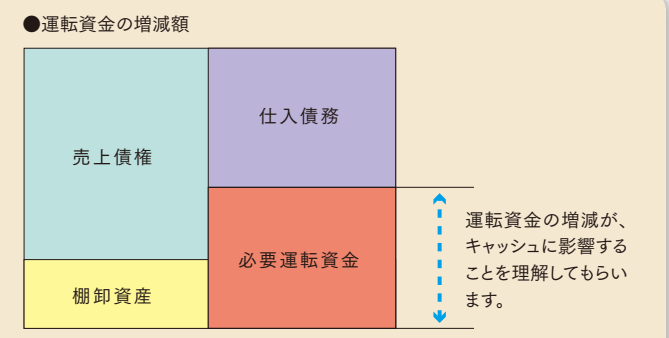 ●運転資金の増減額
仕入債務
売上債権
必要運転資金
棚卸資産
運転資金の増減が、
キャッシュに影響する
ことを理解してもらい
ます。